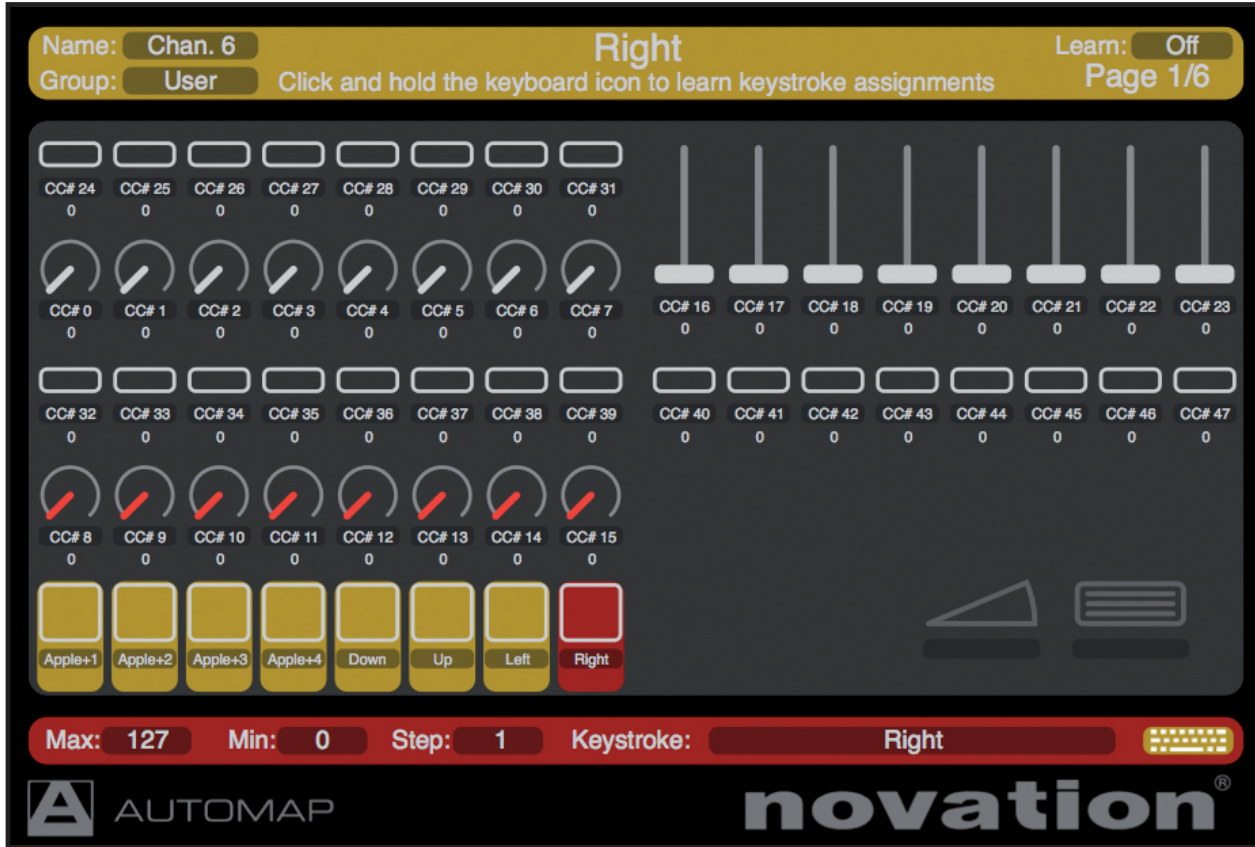 Name: Chan. 6 Right Learn: Off
Group: User Click and hold the keyboard icon to learn keystroke assignments Page 1/6
CC# 24 CC# 25 CC# 26 CC# 27 CC# 28 CC# 29 CC# 30 CC# 31
0 0 0 0 0 0 0 0
CC# 0 CC# 1 CC# 2 CC# 3 CC# 4 CC# 5 CC# 6 CC# 7
0 0 0 0 0 0 0 0
CC# 16 CC# 17 CC# 18 CC# 19 CC# 20 CC# 21 CC# 22 CC# 23
0 0 0 0 0 0 0 0
CC# 32 CC# 33 CC# 34 CC# 35 CC# 36 CC# 37 CC# 38 CC# 39
0 0 0 0 0 0 0 0
CC# 40 CC# 41 CC# 42 CC# 43 CC# 44 CC# 45 CC# 46 CC# 47
0 0 0 0 0 0 0 0
CC# 8 CC# 9 CC# 10 CC# 11 CC# 12 CC# 13 CC# 14 CC# 15
0 0 0 0 0 0 0 0
Apple+1 Apple+2 Apple+3 Apple+4 Down Up Left Right
Max: 127 Min: 0 Step: 1 Keystroke: Right
A AUTOMAP novation®